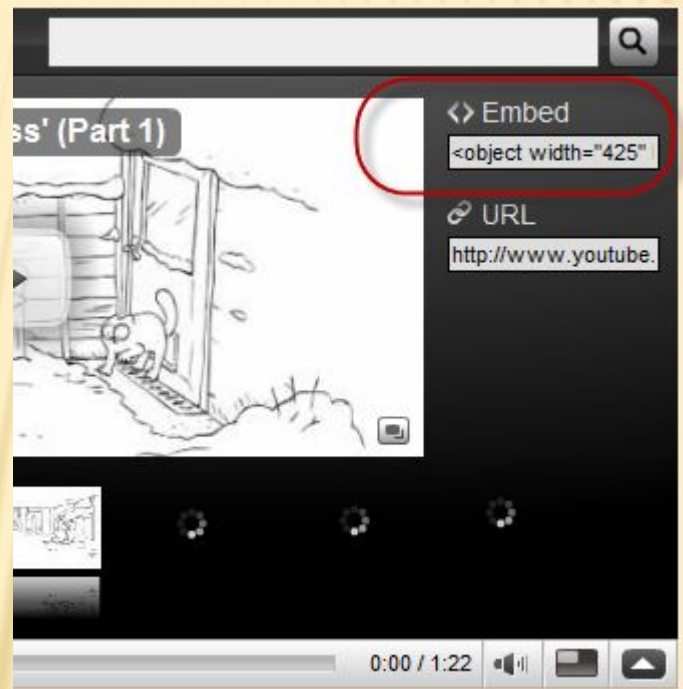 ss' (Part 1)
<> Embed
<object width="425"
URL
http://www.youtube.
0:00 / 1:22